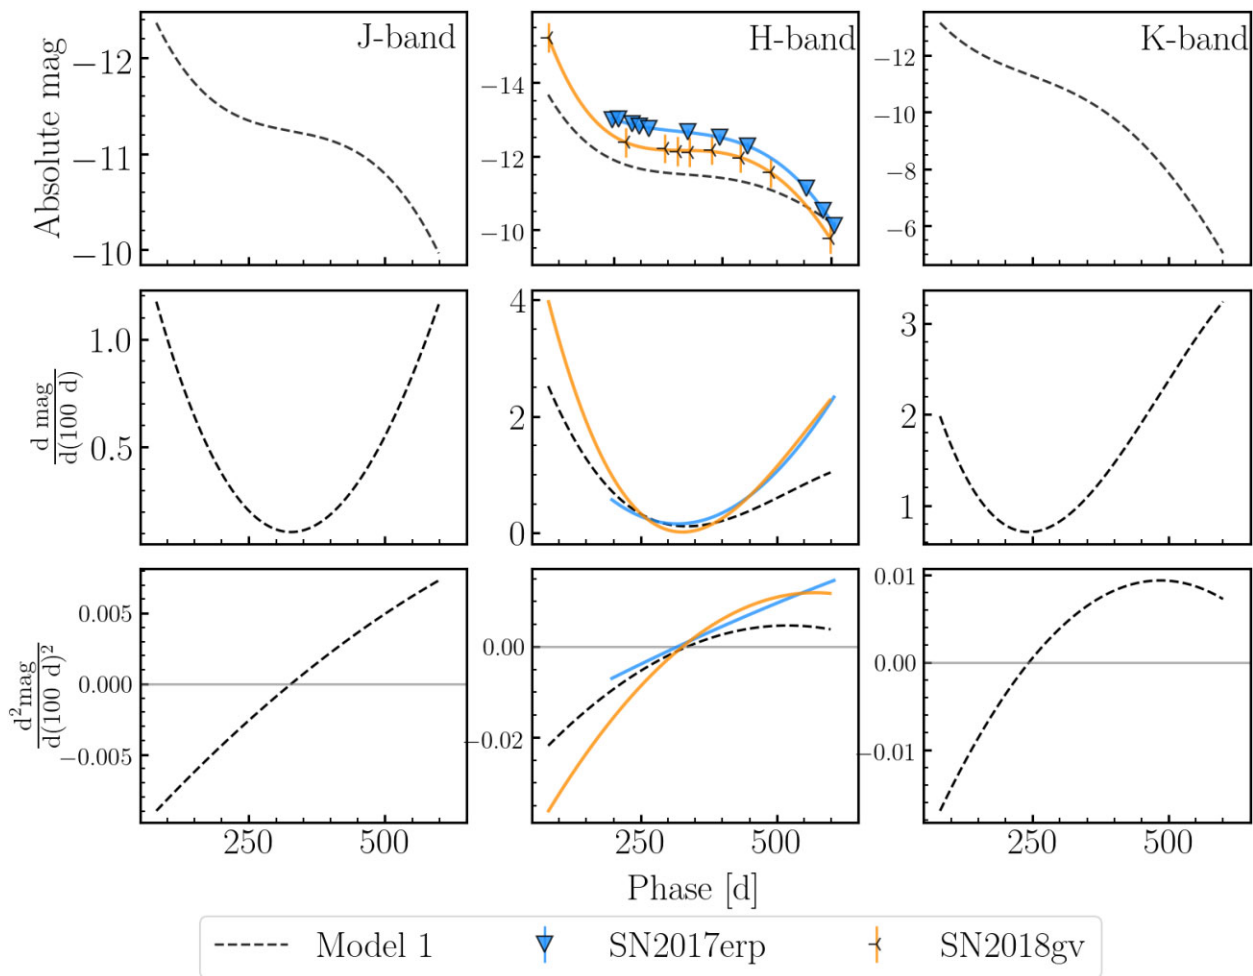 J-band
H-band
K-band
Absolute mag
−12
−11
−10
−14
−12
−10
−12
−10
−8
−6
d mag
d(100 d)
1.0
0.5
4
2
0
3
2
1
d²mag
d(100 d)²
0.005
0.000
−0.005
0.00
−0.02
0.01
0.00
−0.01
250
500
250
500
250
500
Phase [d]
Model 1
SN2017erp
SN2018gv